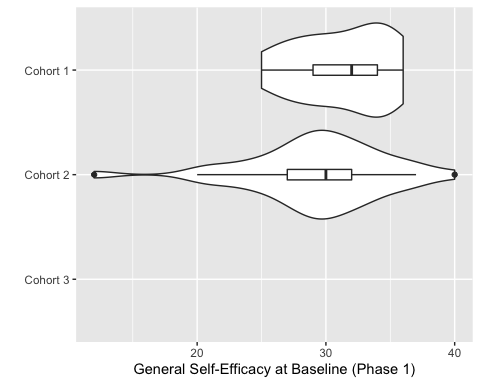 Cohort 1
Cohort 2
Cohort 3
20 30 40
General Self-Efficacy at Baseline (Phase 1)